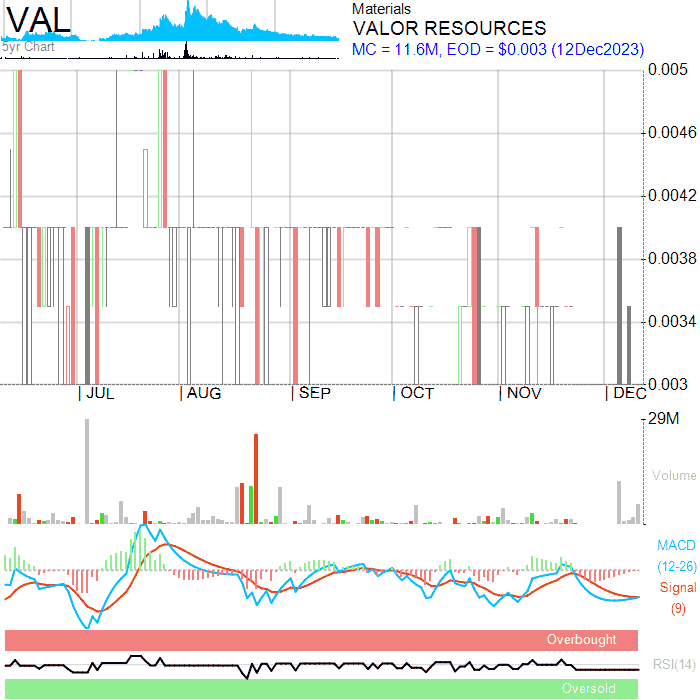 VAL
5yr Chart
Materials
VALOR RESOURCES
MC = 11.6M, EOD = $0.003 (12Dec2023)
0.005
0.0046
0.0042
0.0038
0.0034
0.003
JUL
AUG
SEP
OCT
NOV
DEC
29M
Volume
MACD
(12-26)
Signal
(9)
Overbought
RSI(14)
Oversold